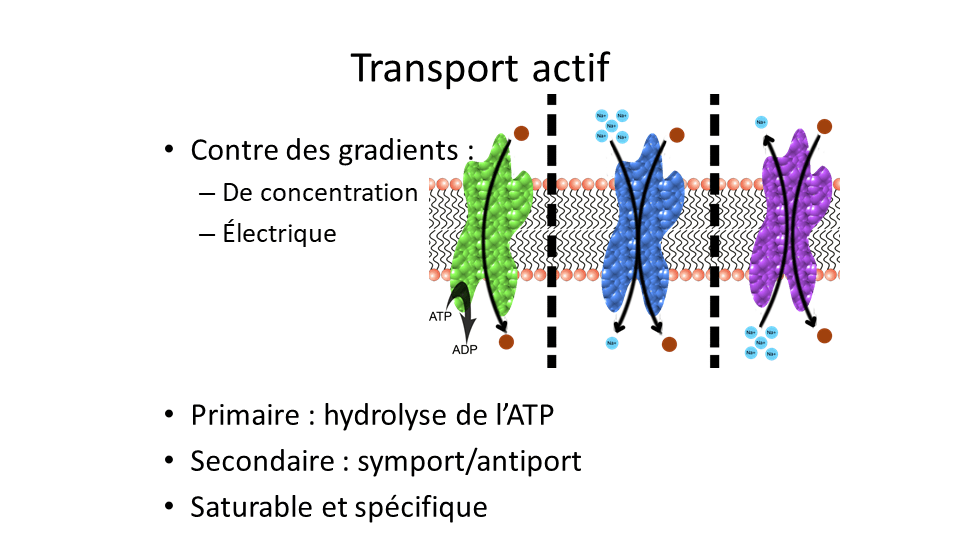 Transport actif
• Contre des gradients :
– De concentration
– Électrique
Na+ Na+
Na+
Na+ Na+
Na+
ATP
ADP
Na+
Na+ Na+
Na+
Na+ Na+
• Primaire : hydrolyse de l’ATP
• Secondaire : symport/antiport
• Saturable et spécifique